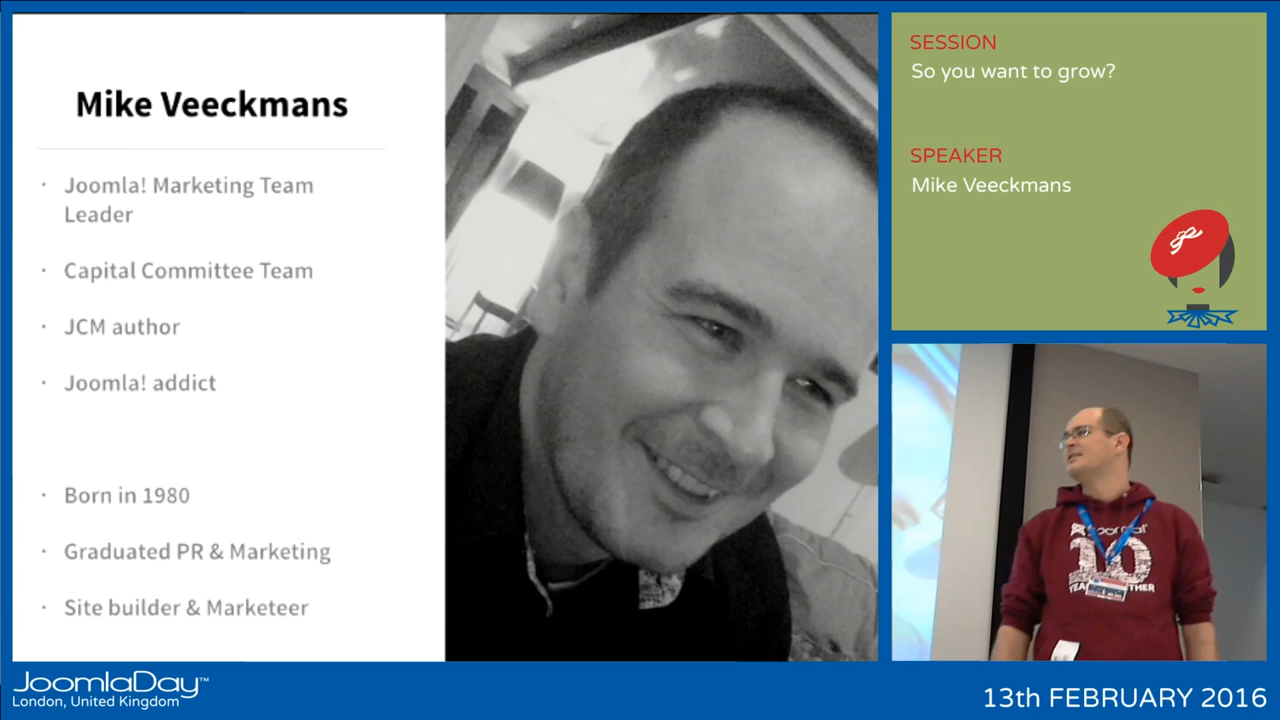 Mike Veeckmans
· Joomla! Marketing Team
Leader
· Capital Committee Team
· JCM author
· Joomla! addict
· Born in 1980
· Graduated PR & Marketing
· Site builder & Marketeer
SESSION
So you want to grow?
SPEAKER
Mike Veeckmans
10
JoomlaDay™
London, United Kingdom
13th FEBRUARY 2016